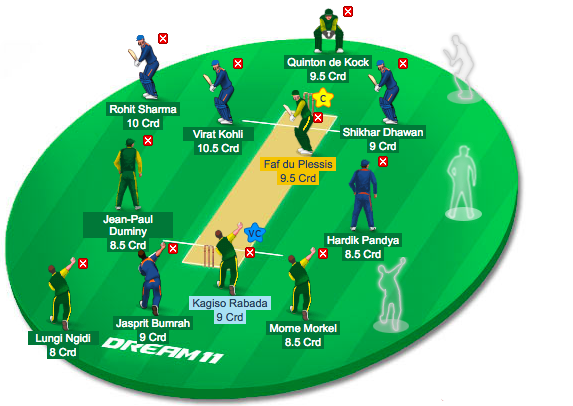 Quinton de Kock
9.5 Crd
Rohit Sharma
10 Crd
Virat Kohli
10.5 Crd
C
Shikhar Dhawan
9 Crd
Faf du Plessis
9.5 Crd
Jean-Paul
Duminy
8.5 Crd
Hardik Pandya
8.5 Crd
VC
Kagiso Rabada
9 Crd
Jasprit Bumrah
9 Crd
Morne Morkel
8.5 Crd
Lungi Ngidi
8 Crd
DREAM11